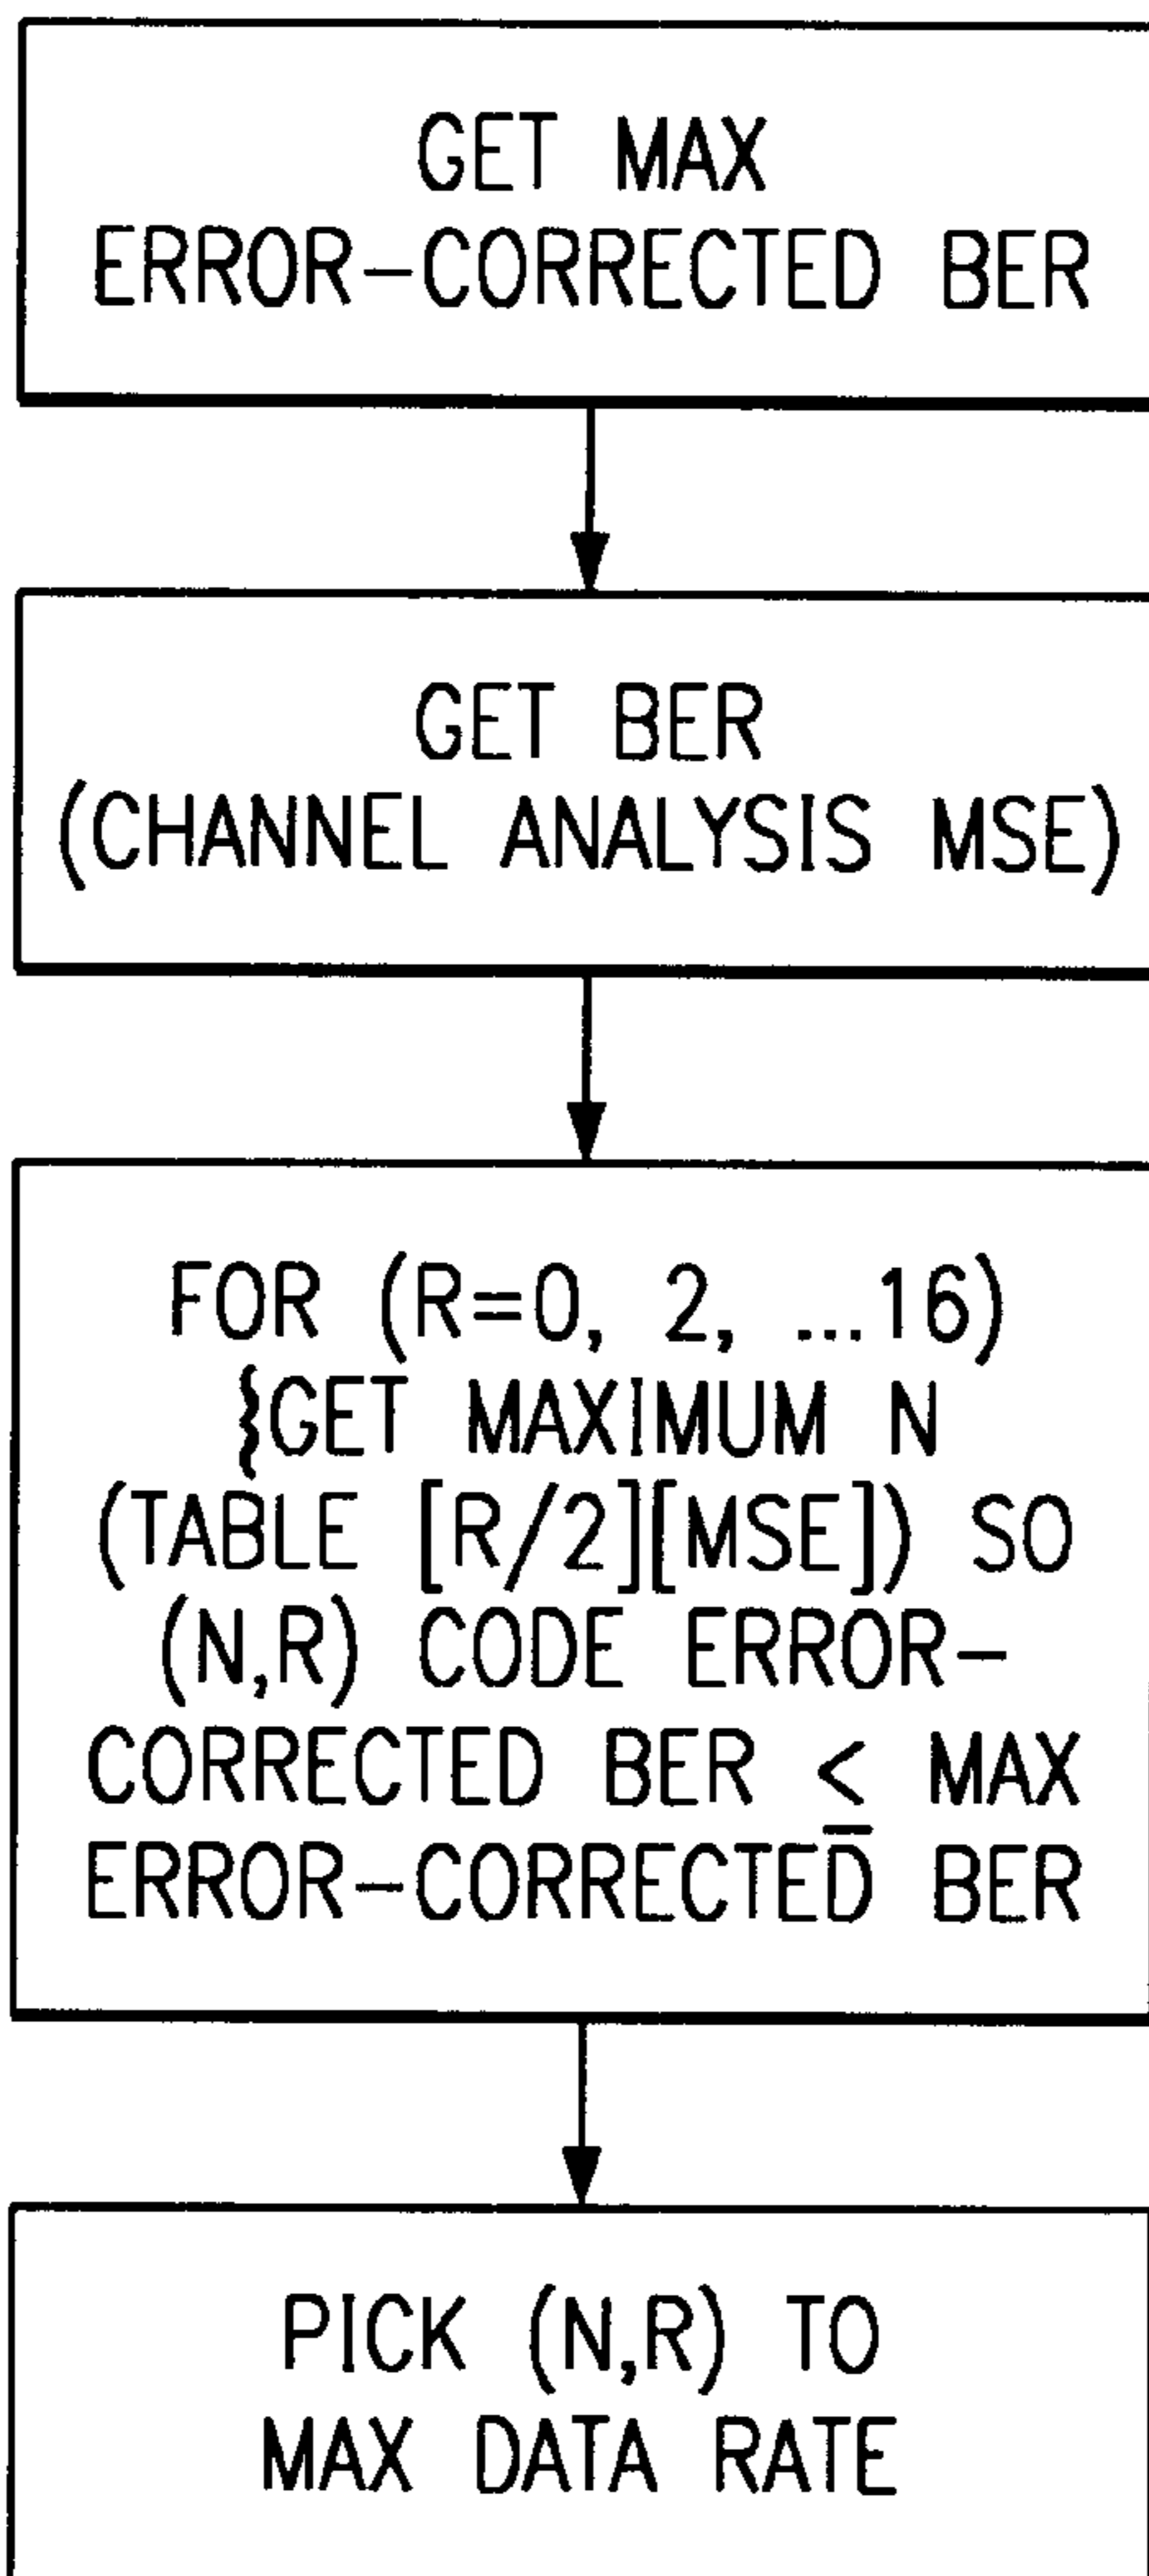 GET MAX
ERROR-CORRECTED BER
GET BER
(CHANNEL ANALYSIS MSE)
FOR (R=0, 2, ...16)
{GET MAXIMUM N
(TABLE [R/2][MSE]) SO
(N,R) CODE ERROR-
CORRECTED BER ≤ MAX
ERROR-CORRECTED BER
PICK (N,R) TO
MAX DATA RATE